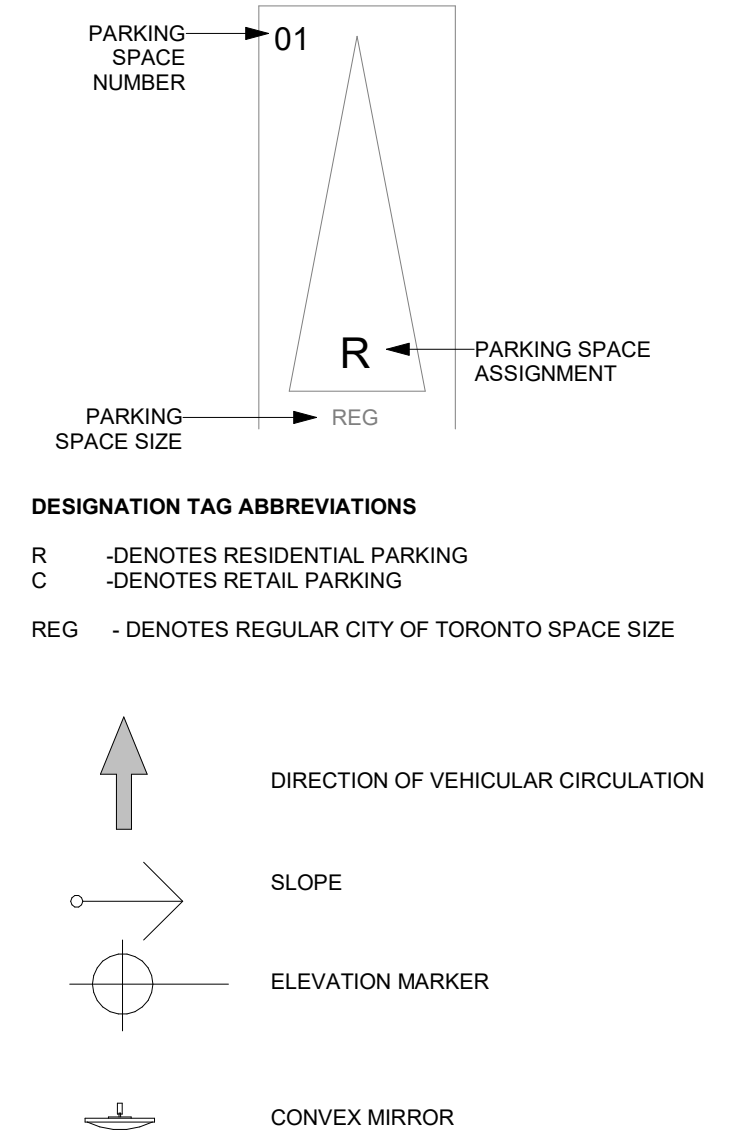 PARKING
SPACE
NUMBER
01
R
PARKING SPACE
ASSIGNMENT
PARKING
SPACE SIZE
REG
DESIGNATION TAG ABBREVIATIONS
R -DENOTES RESIDENTIAL PARKING
C -DENOTES RETAIL PARKING
REG - DENOTES REGULAR CITY OF TORONTO SPACE SIZE
DIRECTION OF VEHICULAR CIRCULATION
SLOPE
ELEVATION MARKER
CONVEX MIRROR